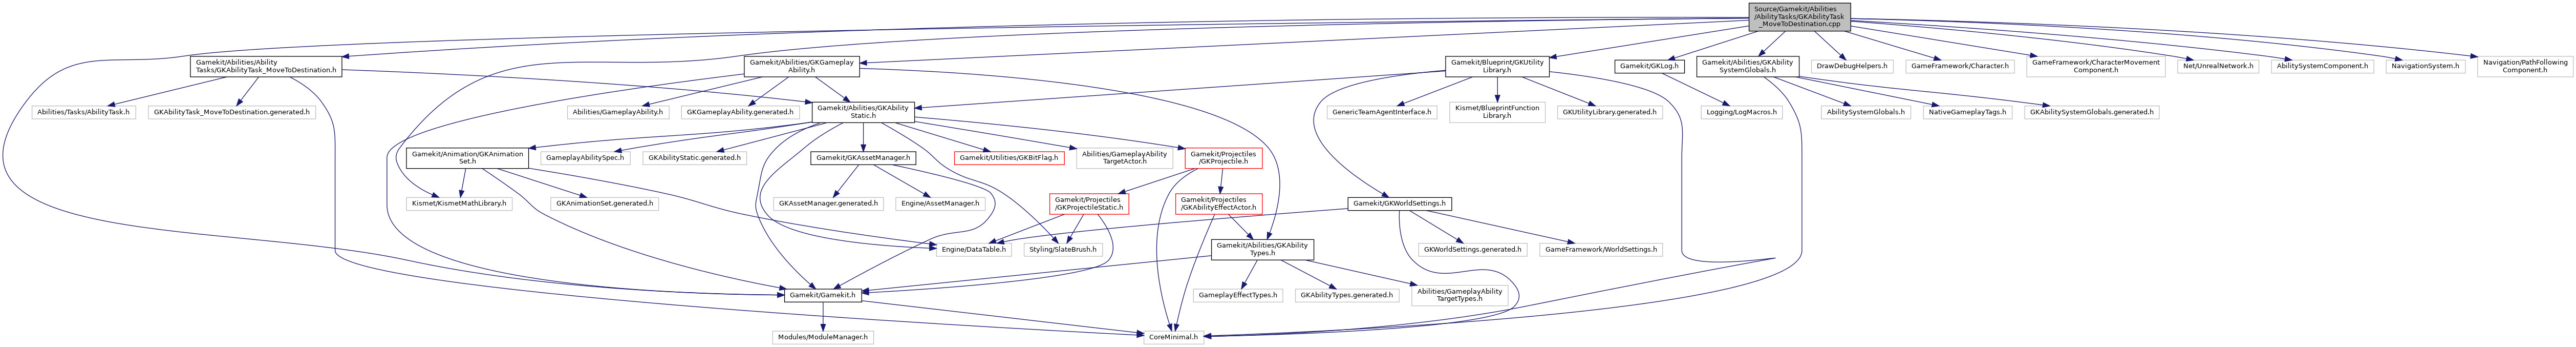 Source/Gamekit/Abilities
/AbilityTasks/GKAbilityTask
_MoveToDestination.cpp
Gamekit/Abilities/Ability
Tasks/GKAbilityTask_MoveToDestination.h
Gamekit/Abilities/GKGameplay
Ability.h
Gamekit/Blueprint/GKUtility
Library.h
Gamekit/GKLog.h
Gamekit/Abilities/GKAbility
SystemGlobals.h
DrawDebugHelpers.h
GameFramework/Character.h
GameFramework/CharacterMovement
Component.h
Net/UnrealNetwork.h
AbilitySystemComponent.h
NavigationSystem.h
Navigation/PathFollowing
Component.h
Abilities/Tasks/AbilityTask.h
GKAbilityTask_MoveToDestination.generated.h
Abilities/GameplayAbility.h
GKGameplayAbility.generated.h
Gamekit/Abilities/GKAbility
Static.h
GenericTeamAgentInterface.h
Kismet/BlueprintFunction
Library.h
GKUtilityLibrary.generated.h
Logging/LogMacros.h
AbilitySystemGlobals.h
NativeGameplayTags.h
GKAbilitySystemGlobals.generated.h
Gamekit/Animation/GKAnimation
Set.h
GameplayAbilitySpec.h
GKAbilityStatic.generated.h
Gamekit/GKAssetManager.h
Gamekit/Utilities/GKBitFlag.h
Abilities/GameplayAbility
TargetActor.h
Gamekit/Projectiles
/GKProjectile.h
Kismet/KismetMathLibrary.h
GKAnimationSet.generated.h
GKAssetManager.generated.h
Engine/AssetManager.h
Gamekit/Projectiles
/GKProjectileStatic.h
Gamekit/Projectiles
/GKAbilityEffectActor.h
Gamekit/GKWorldSettings.h
Engine/DataTable.h
Styling/SlateBrush.h
Gamekit/Abilities/GKAbility
Types.h
GKWorldSettings.generated.h
GameFramework/WorldSettings.h
Gamekit/Gamekit.h
GameplayEffectTypes.h
GKAbilityTypes.generated.h
Abilities/GameplayAbility
TargetTypes.h
Modules/ModuleManager.h
CoreMinimal.h